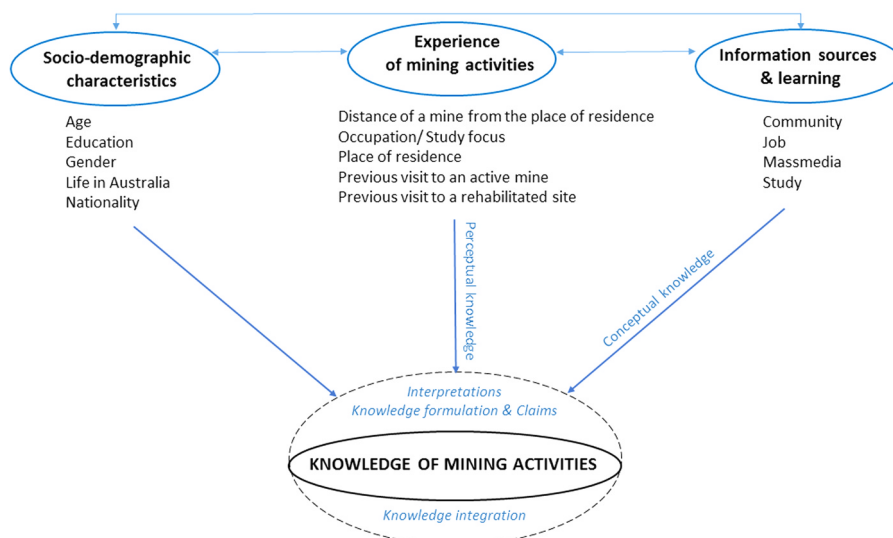 Socio-demographic
characteristics
Age
Education
Gender
Life in Australia
Nationality
Experience
of mining activities
Distance of a mine from the place of residence
Occupation/ Study focus
Place of residence
Previous visit to an active mine
Previous visit to a rehabilitated site
Information sources
& learning
Community
Job
Massmedia
Study
Perceptual knowledge
Conceptual knowledge
Interpretations
Knowledge formulation & Claims
KNOWLEDGE OF MINING ACTIVITIES
Knowledge integration